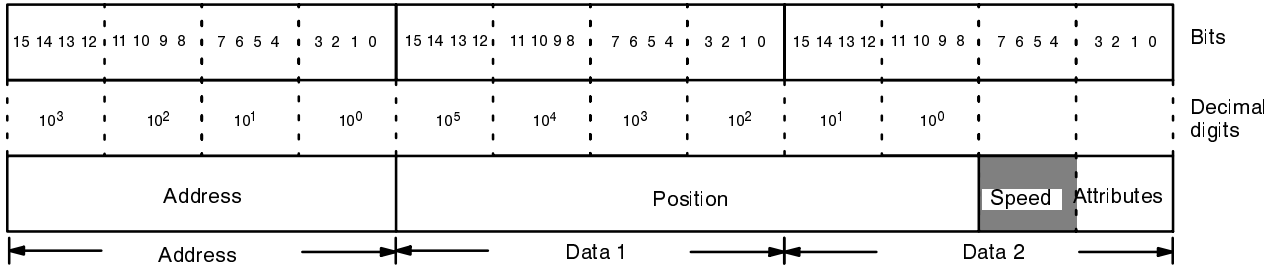 15 14 13 12 11 10 9 8 7 6 5 4 3 2 1 0 15 14 13 12 11 10 9 8 7 6 5 4 3 2 1 0 15 14 13 12 11 10 9 8 7 6 5 4 3 2 1 0 Bits
10³ 10² 10¹ 10⁰ 10⁵ 10⁴ 10³ 10² 10¹ 10⁰ Decimal
digits
Address Position Speed Attributes
Address Data 1 Data 2